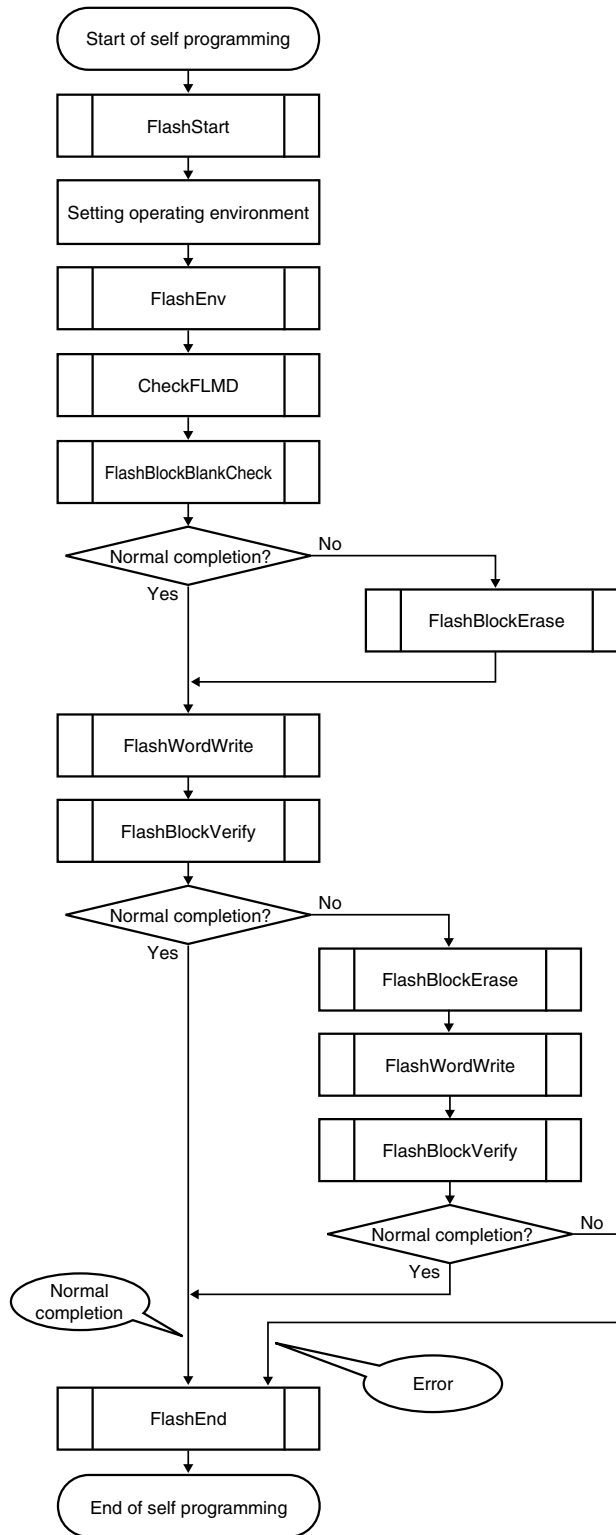 Start of self programming
FlashStart
Setting operating environment
FlashEnv
CheckFLMD
FlashBlockBlankCheck
Normal completion?
No
Yes
FlashBlockErase
FlashWordWrite
FlashBlockVerify
Normal completion?
No
Yes
FlashBlockErase
FlashWordWrite
FlashBlockVerify
Normal completion?
No
Yes
Normal
completion
Error
FlashEnd
End of self programming